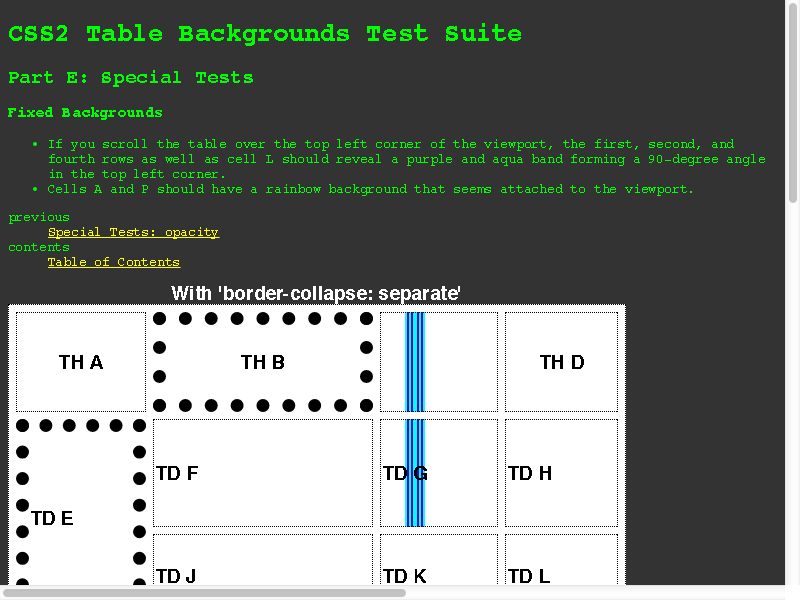 CSS2 Table Backgrounds Test Suite
Part E: Special Tests
Fixed Backgrounds
• If you scroll the table over the top left corner of the viewport, the first, second, and
fourth rows as well as cell L should reveal a purple and aqua band forming a 90-degree angle
in the top left corner.
• Cells A and P should have a rainbow background that seems attached to the viewport.
previous
Special Tests: opacity
contents
Table of Contents
With 'border-collapse: separate'
TH A
TH B
TH D
TD F
TD G
TD H
TD E
TD J
TD K
TD L